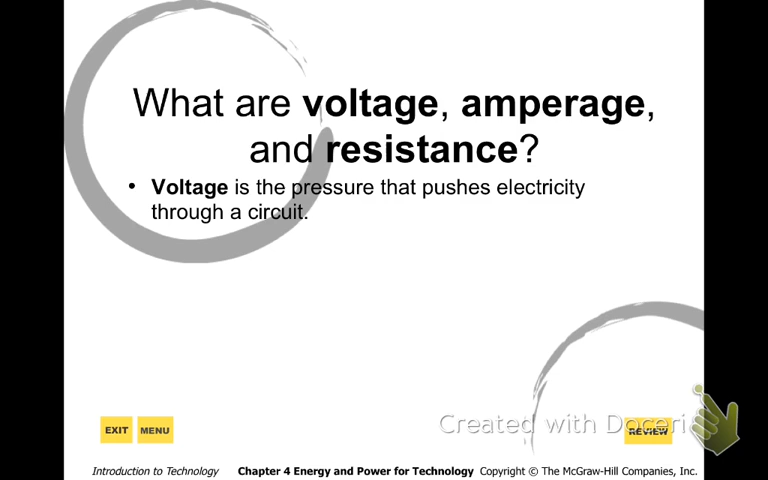 What are voltage, amperage,
and resistance?
• Voltage is the pressure that pushes electricity
through a circuit.
EXIT MENU
Created with Doceri
REVIEW
Introduction to Technology Chapter 4 Energy and Power for Technology Copyright © The McGraw-Hill Companies, Inc.